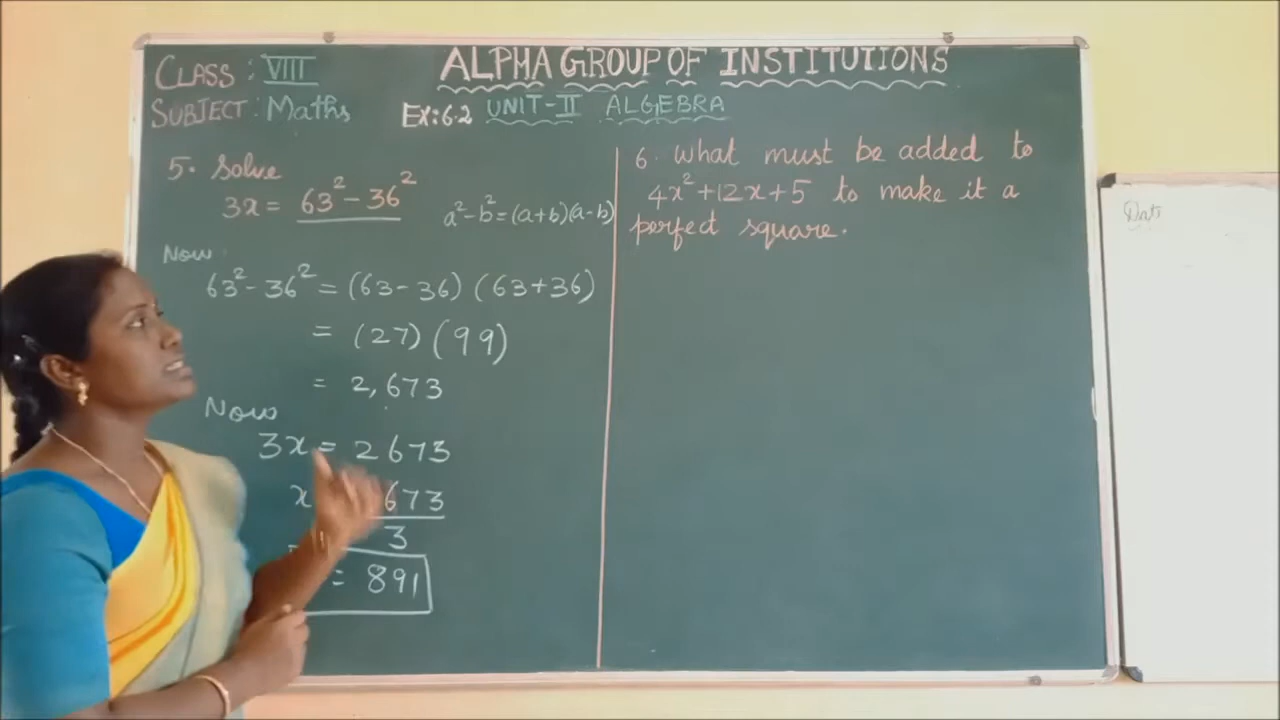 CLASS : VIII
ALPHA GROUP OF INSTITUTIONS
SUBJECT : Maths
Ex:6.2 UNIT-II ALGEBRA
5. Solve
3x = 63² - 36²
a²-b²=(a+b)(a-b)
Now
63² - 36² = (63-36) (63+36)
= (27) (99)
= 2,673
Now
3x = 2673
x 673
3
= 891
6. What must be added to
4x²+12x+5 to make it a
perfect square.